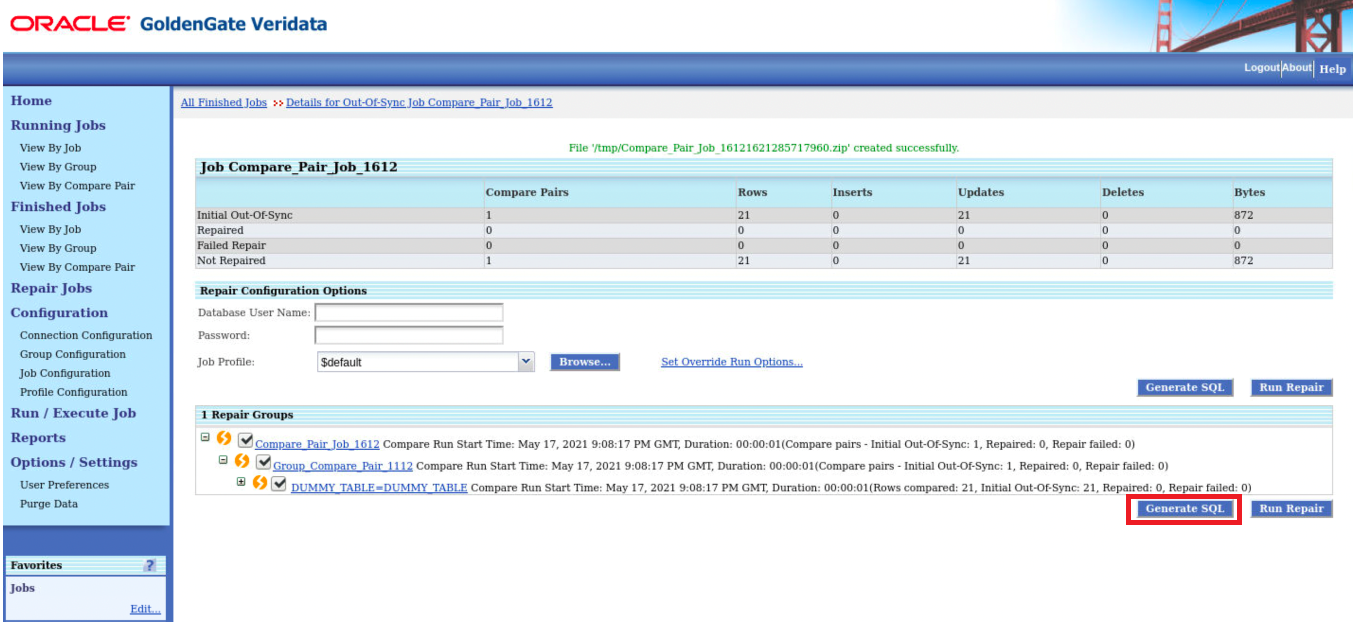 ORACLE GoldenGate Veridata
Logout About Help
Home
Running Jobs
View By Job
View By Group
View By Compare Pair
Finished Jobs
View By Job
View By Group
View By Compare Pair
Repair Jobs
Configuration
Connection Configuration
Group Configuration
Job Configuration
Profile Configuration
Run / Execute Job
Reports
Options / Settings
User Preferences
Purge Data
Favorites ?
Jobs
Edit...
All Finished Jobs >> Details for Out-Of-Sync Job Compare_Pair_Job_1612
File '/tmp/Compare_Pair_Job_16121621285717960.zip' created successfully.
Job Compare_Pair_Job_1612
Compare Pairs Rows Inserts Updates Deletes Bytes
Initial Out-Of-Sync 1 21 0 21 0 872
Repaired 0 0 0 0 0 0
Failed Repair 0 0 0 0 0 0
Not Repaired 1 21 0 21 0 872
Repair Configuration Options
Database User Name:
Password:
Job Profile: $default Browse... Set Override Run Options...
Generate SQL Run Repair
1 Repair Groups
Compare_Pair_Job_1612 Compare Run Start Time: May 17, 2021 9:08:17 PM GMT, Duration: 00:00:01(Compare pairs - Initial Out-Of-Sync: 1, Repaired: 0, Repair failed: 0)
Group_Compare_Pair_1112 Compare Run Start Time: May 17, 2021 9:08:17 PM GMT, Duration: 00:00:01(Compare pairs - Initial Out-Of-Sync: 1, Repaired: 0, Repair failed: 0)
DUMMY_TABLE=DUMMY_TABLE Compare Run Start Time: May 17, 2021 9:08:17 PM GMT, Duration: 00:00:01(Rows compared: 21, Initial Out-Of-Sync: 21, Repaired: 0, Repair failed: 0)
Generate SQL Run Repair